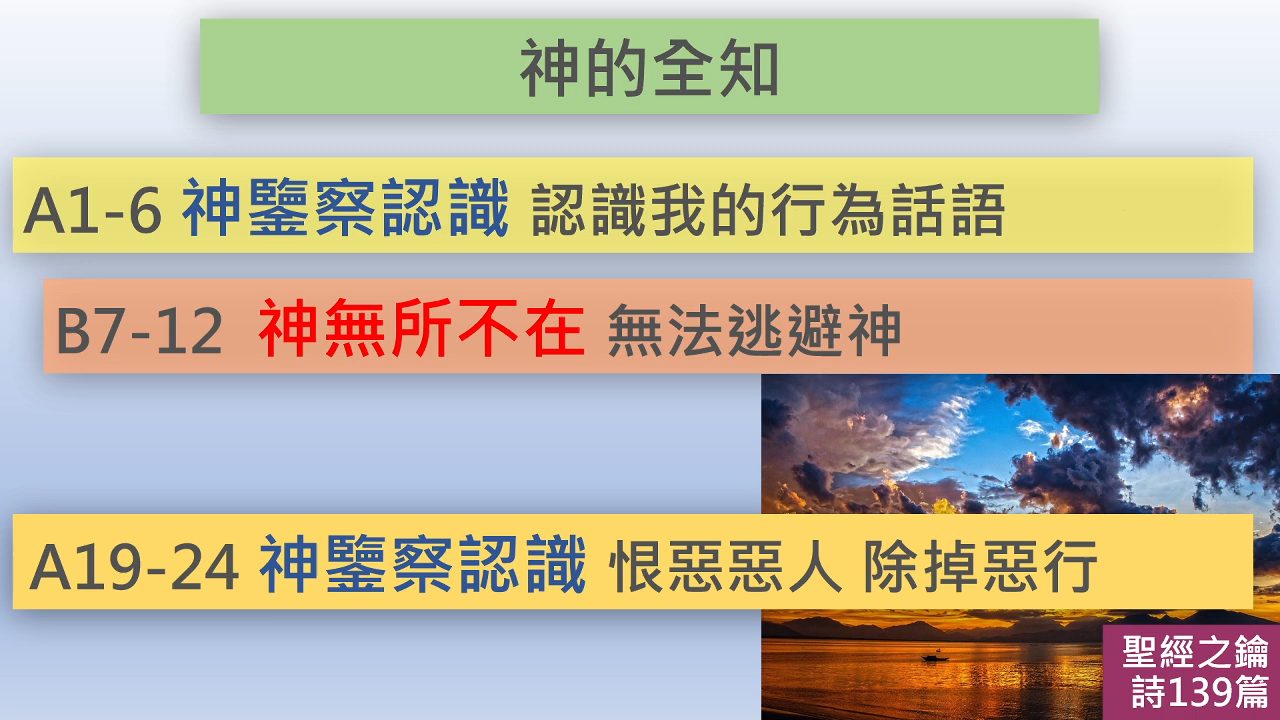 神的全知
A1-6 神鑒察認識 認識我的行為話語
B7-12 神無所不在 無法逃避神
A19-24 神鑒察認識 恨惡惡人 除掉惡行
聖經之鑰
詩139篇